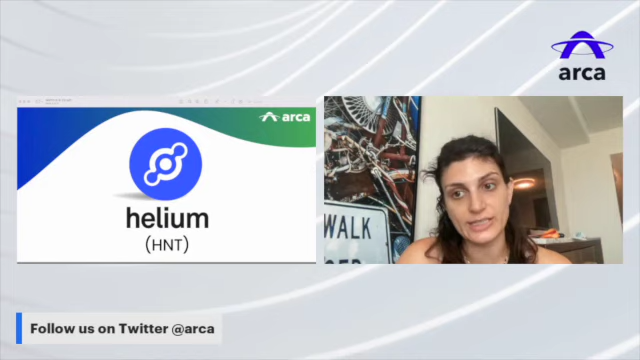 arca
arca
helium
(HNT)
WALK
Follow us on Twitter @arca